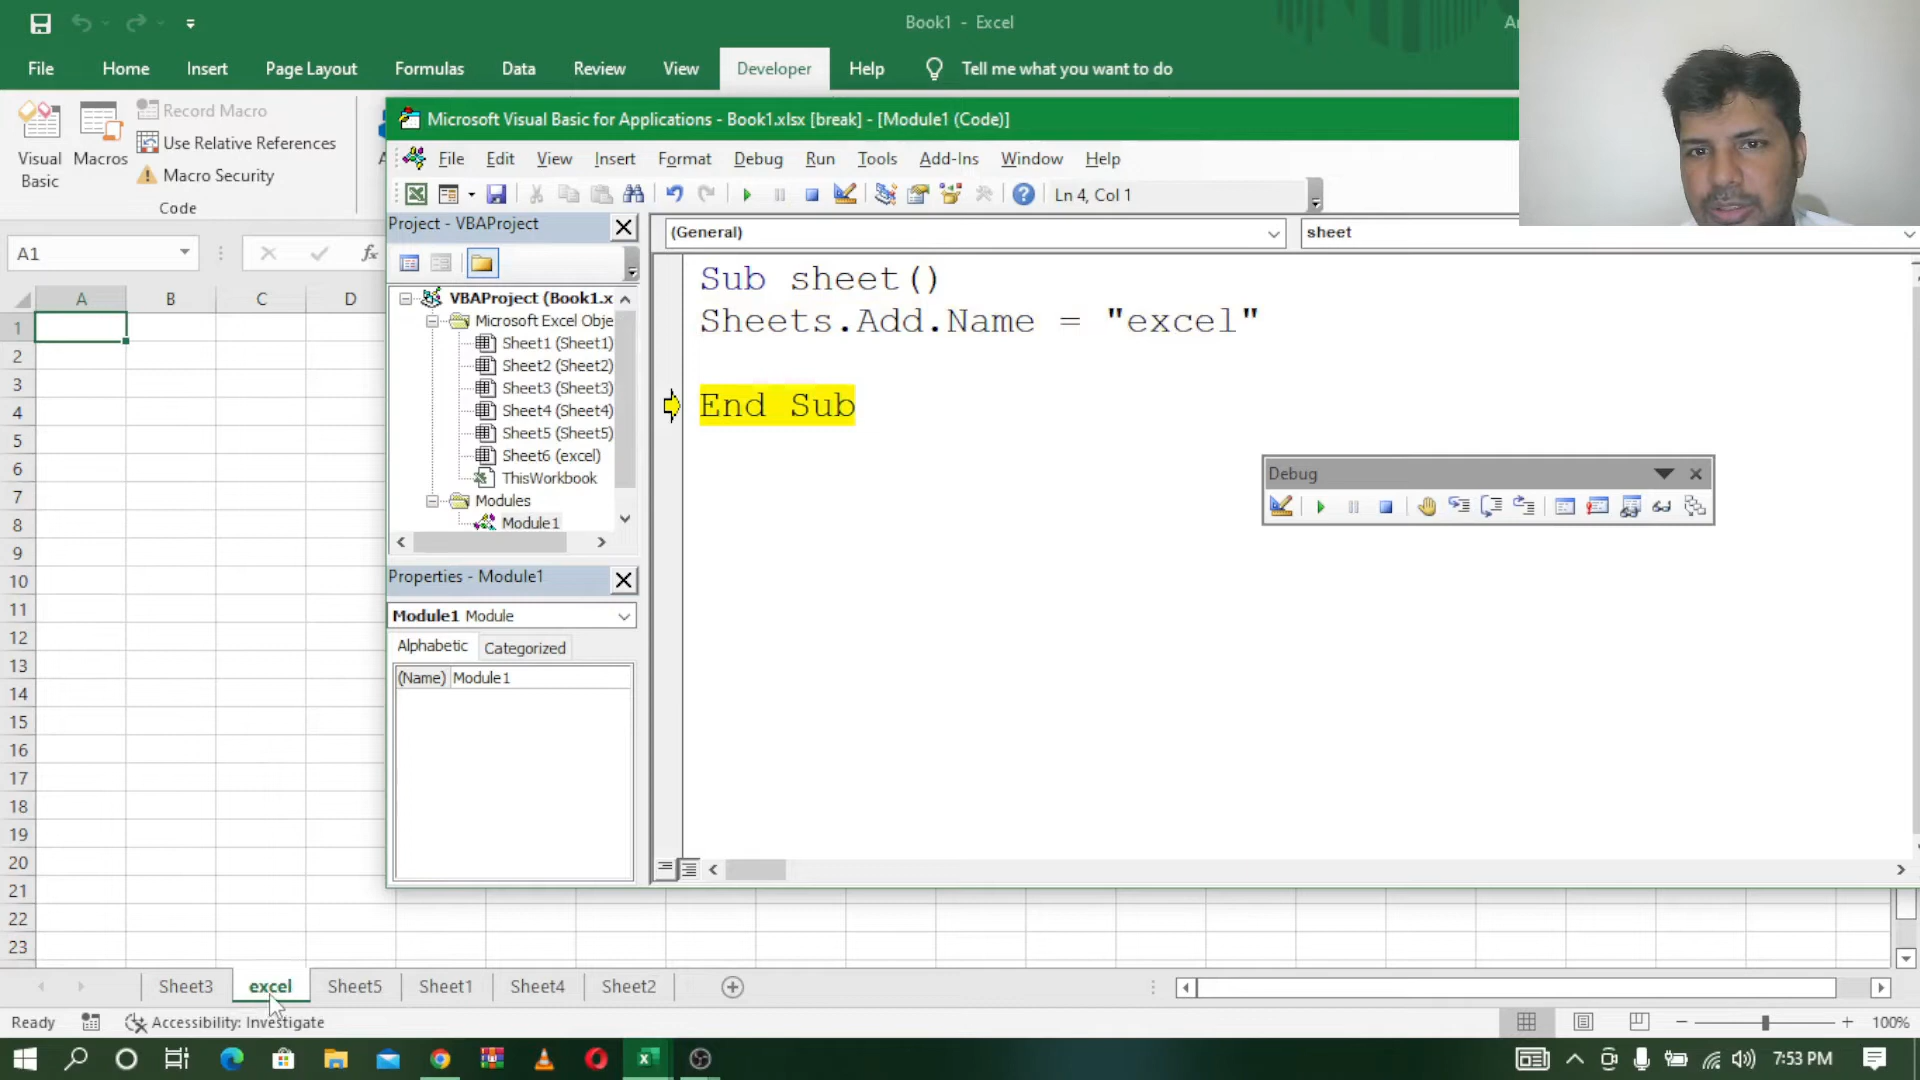 Book1 - Excel
File Home Insert Page Layout Formulas Data Review View Developer Help Tell me what you want to do
Visual Basic
Macros
Record Macro
Use Relative References
Macro Security
Code
Microsoft Visual Basic for Applications - Book1.xlsx [break] - [Module1 (Code)]
File Edit View Insert Format Debug Run Tools Add-Ins Window Help
Ln 4, Col 1
Project - VBAProject
(General)
sheet
A1
fx
A B C D
VBAProject (Book1.x
Microsoft Excel Obje
Sheet1 (Sheet1)
Sheet2 (Sheet2)
Sheet3 (Sheet3)
Sheet4 (Sheet4)
Sheet5 (Sheet5)
Sheet6 (excel)
ThisWorkbook
Modules
Module1
Sub sheet()
Sheets.Add.Name = "excel"
End Sub
Debug
Properties - Module1
Module1 Module
Alphabetic Categorized
(Name) Module1
1
2
3
4
5
6
7
8
9
10
11
12
13
14
15
16
17
18
19
20
21
22
23
Sheet3 excel Sheet5 Sheet1 Sheet4 Sheet2
Ready
Accessibility: Investigate
100%
7:53 PM